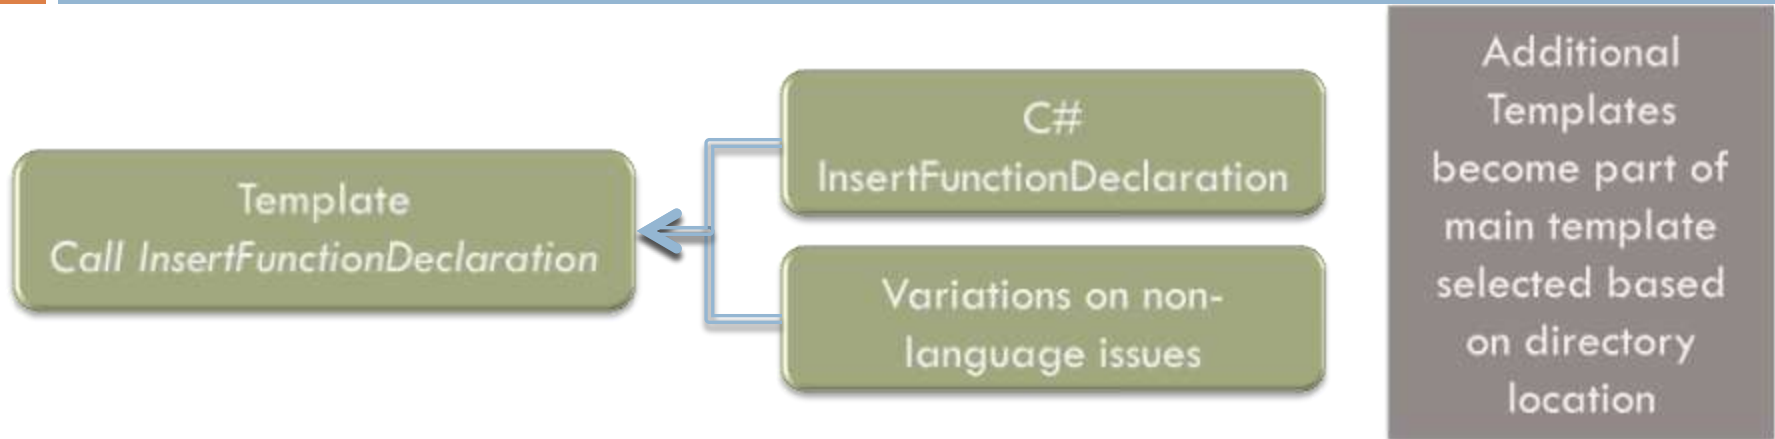 Template
Call InsertFunctionDeclaration
C#
InsertFunctionDeclaration
Variations on non-
language issues
Additional
Templates
become part of
main template
selected based
on directory
location